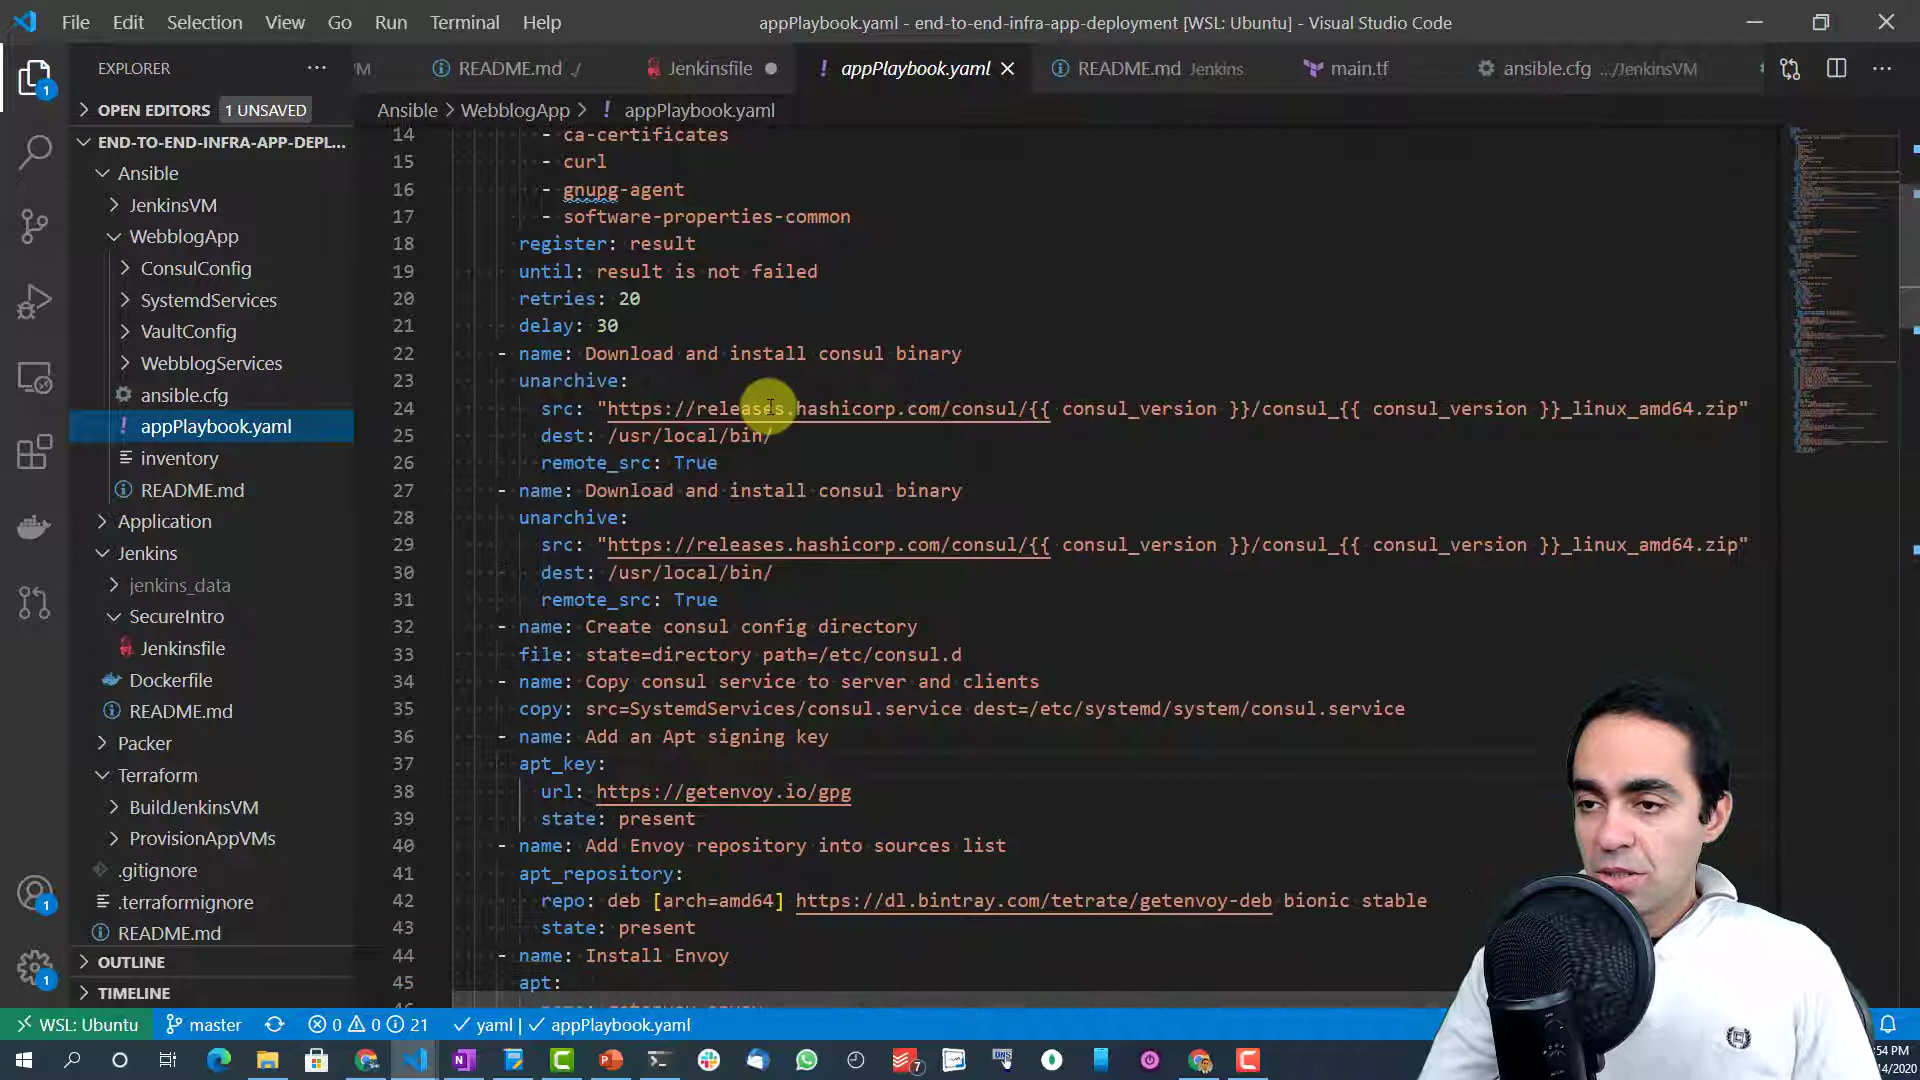 File Edit Selection View Go Run Terminal Help
appPlaybook.yaml - end-to-end-infra-app-deployment [WSL: Ubuntu] - Visual Studio Code
EXPLORER
README.md ./
Jenkinsfile
! appPlaybook.yaml
README.md Jenkins
main.tf
ansible.cfg .../JenkinsVM
OPEN EDITORS 1 UNSAVED
END-TO-END-INFRA-APP-DEPL...
Ansible
JenkinsVM
WebblogApp
ConsulConfig
SystemdServices
VaultConfig
WebblogServices
ansible.cfg
! appPlaybook.yaml
inventory
README.md
Application
Jenkins
jenkins_data
SecureIntro
Jenkinsfile
Dockerfile
README.md
Packer
Terraform
BuildJenkinsVM
ProvisionAppVMs
.gitignore
.terraformignore
README.md
OUTLINE
TIMELINE
Ansible > WebblogApp > ! appPlaybook.yaml
14 - ca-certificates
15 - curl
16 - gnupg-agent
17 - software-properties-common
18 register: result
19 until: result is not failed
20 retries: 20
21 delay: 30
22 - name: Download and install consul binary
23 unarchive:
24 src: "https://releases.hashicorp.com/consul/{{ consul_version }}/consul_{{ consul_version }}_linux_amd64.zip"
25 dest: /usr/local/bin/
26 remote_src: True
27 - name: Download and install consul binary
28 unarchive:
29 src: "https://releases.hashicorp.com/consul/{{ consul_version }}/consul_{{ consul_version }}_linux_amd64.zip"
30 dest: /usr/local/bin/
31 remote_src: True
32 - name: Create consul config directory
33 file: state=directory path=/etc/consul.d
34 - name: Copy consul service to server and clients
35 copy: src=SystemdServices/consul.service dest=/etc/systemd/system/consul.service
36 - name: Add an Apt signing key
37 apt_key:
38 url: https://getenvoy.io/gpg
39 state: present
40 - name: Add Envoy repository into sources list
41 apt_repository:
42 repo: deb [arch=amd64] https://dl.bintray.com/tetrate/getenvoy-deb bionic stable
43 state: present
44 - name: Install Envoy
45 apt:
WSL: Ubuntu master 0 0 21 yaml | appPlaybook.yaml